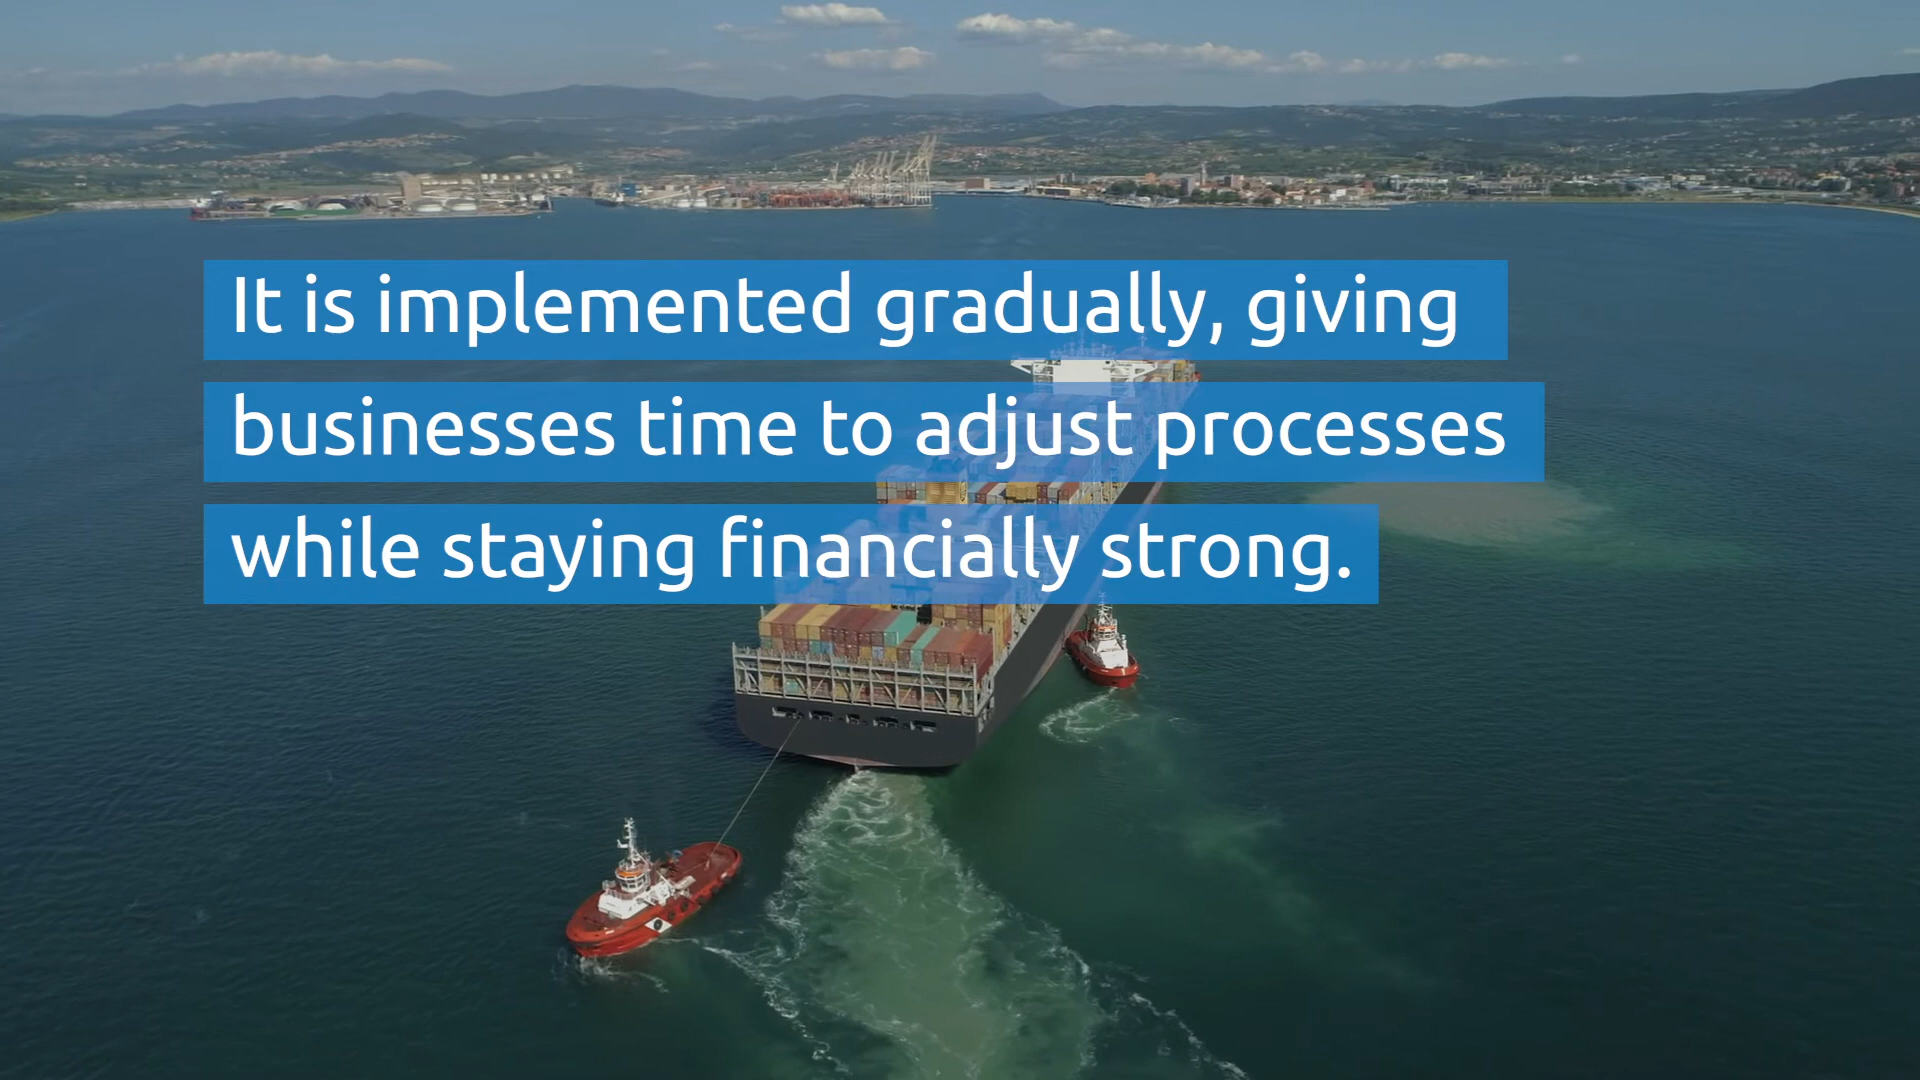 It is implemented gradually, giving
businesses time to adjust processes
while staying financially strong.